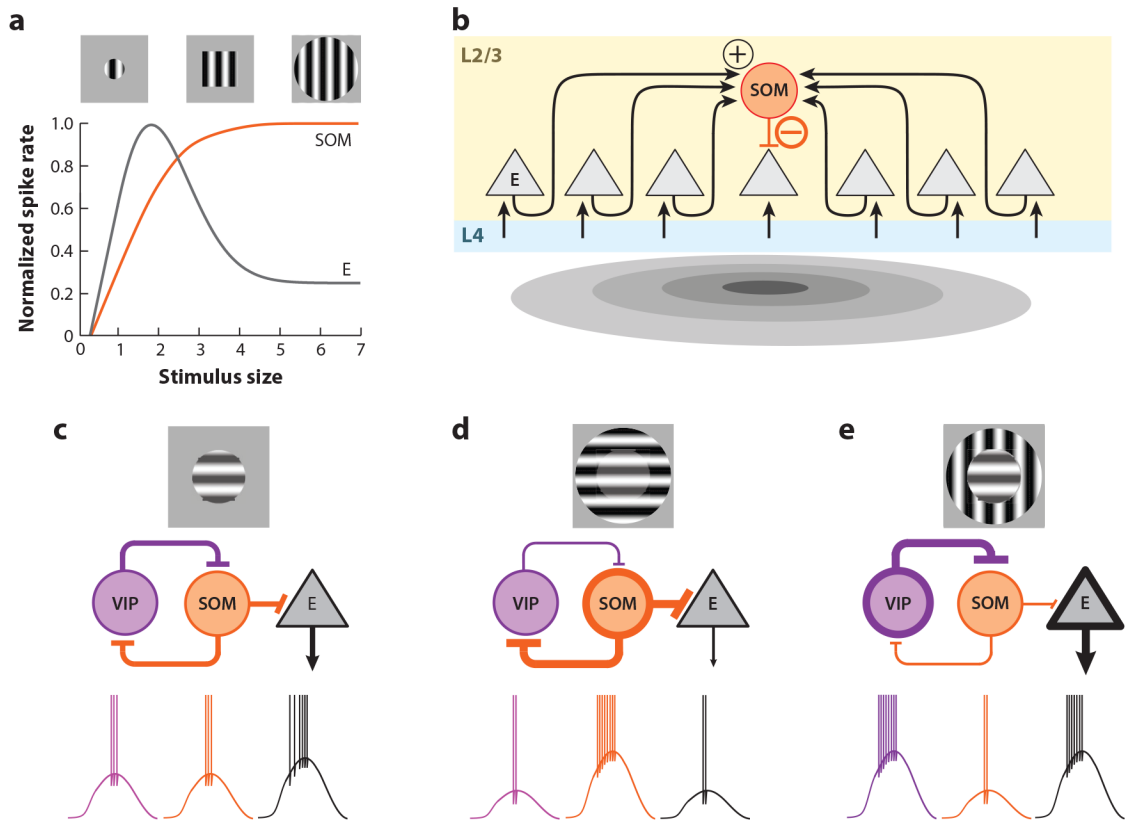 a
1.0
0.8
0.6
0.4
0.2
0
0 1 2 3 4 5 6 7
Normalized spike rate
Stimulus size
SOM
E
b
L2/3
+
SOM
−
E
L4
c
VIP SOM E
d
VIP SOM E
e
VIP SOM E